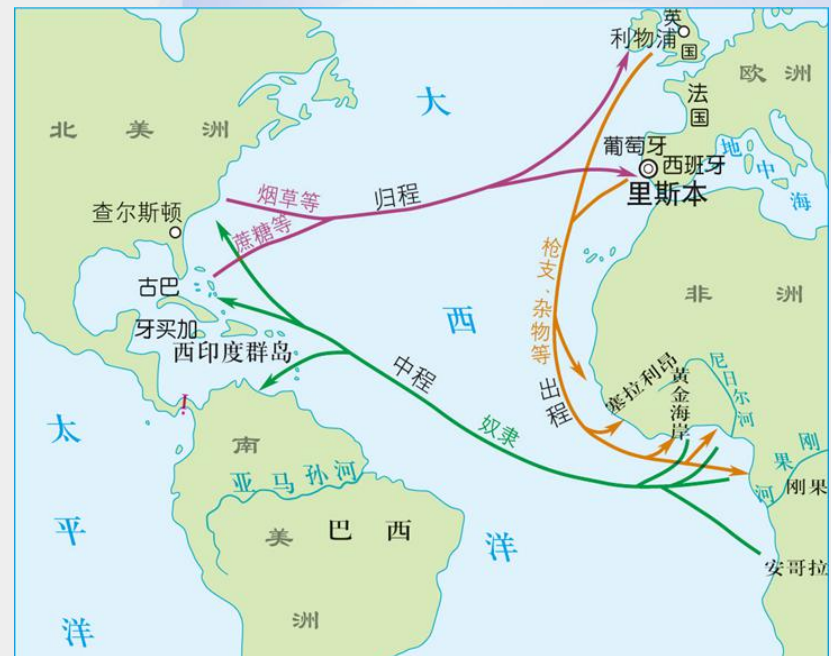 英国
利物浦
欧洲
大
法国
北美洲
葡萄牙
西班牙
地中海
里斯本
烟草等
归程
查尔斯顿
蔗糖等
枪支、杂物等
古巴
非洲
西
牙买加
西印度群岛
中程
出程
塞拉利昂
黄金海岸
尼日尔河
太
奴隶
南
亚马孙河
刚果河
刚果
平
美
巴西
洋
安哥拉
洲
洋